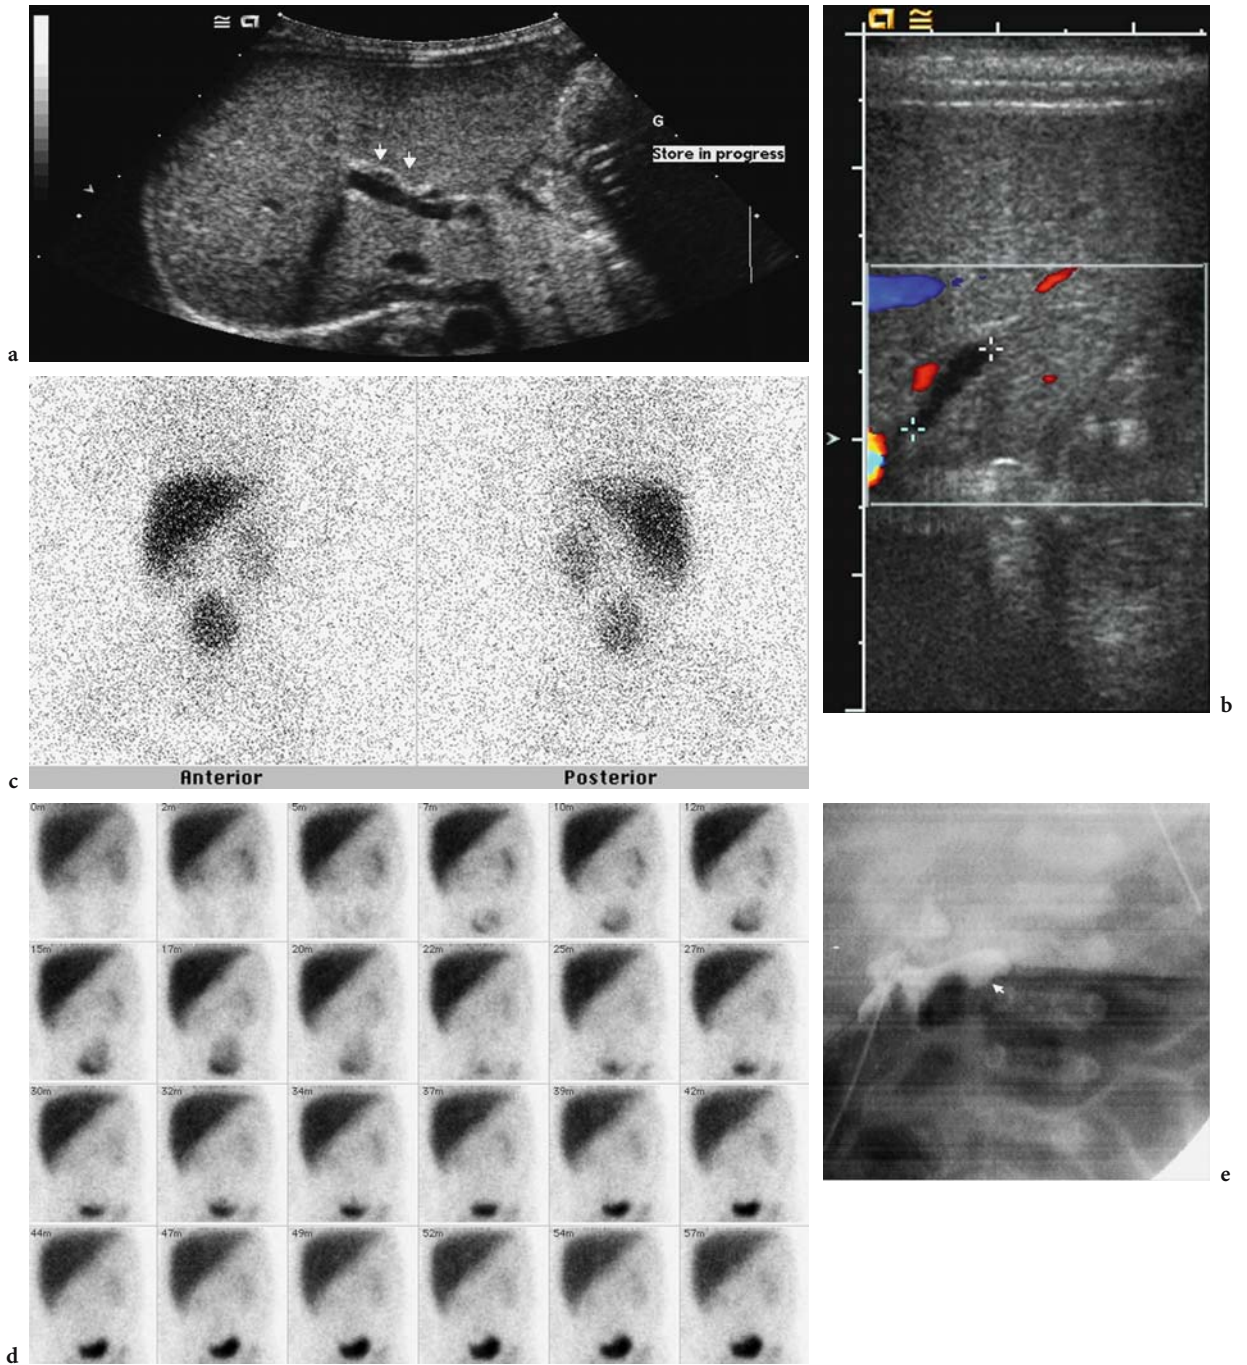 G
Store in progress
a
b
Anterior Posterior
c
0m 2m 5m 7m 10m 12m
15m 17m 20m 22m 25m 27m
30m 32m 34m 37m 39m 42m
44m 47m 49m 52m 54m 57m
d
e